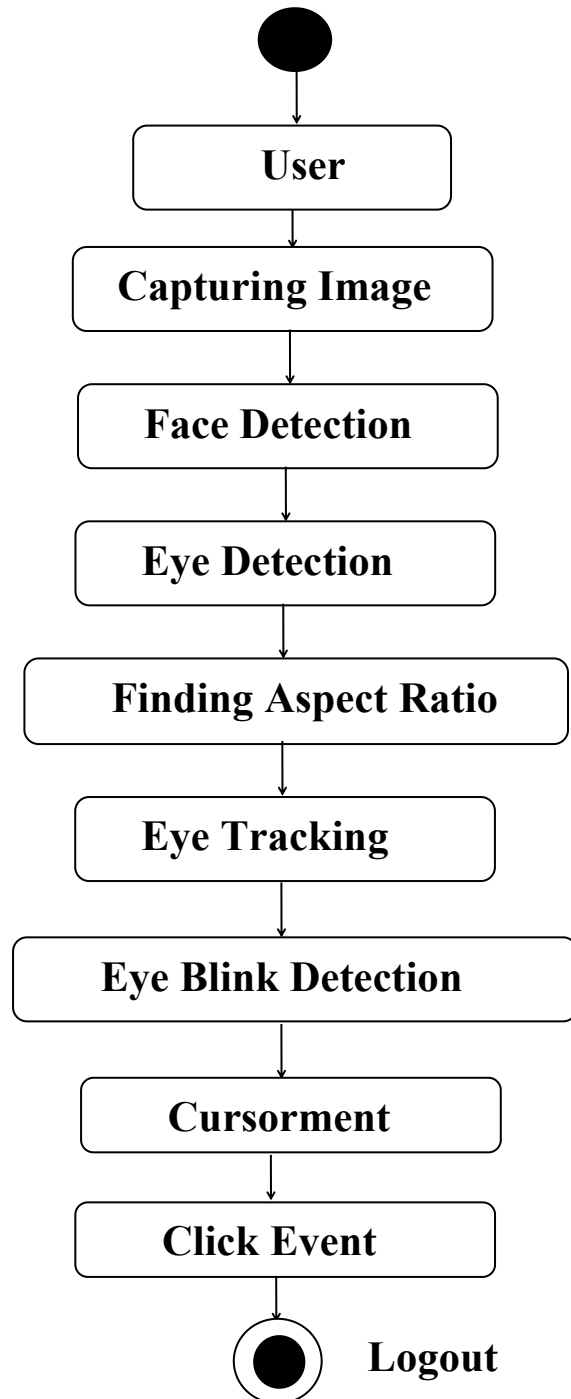 User
Capturing Image
Face Detection
Eye Detection
Finding Aspect Ratio
Eye Tracking
Eye Blink Detection
Cursorment
Click Event
Logout